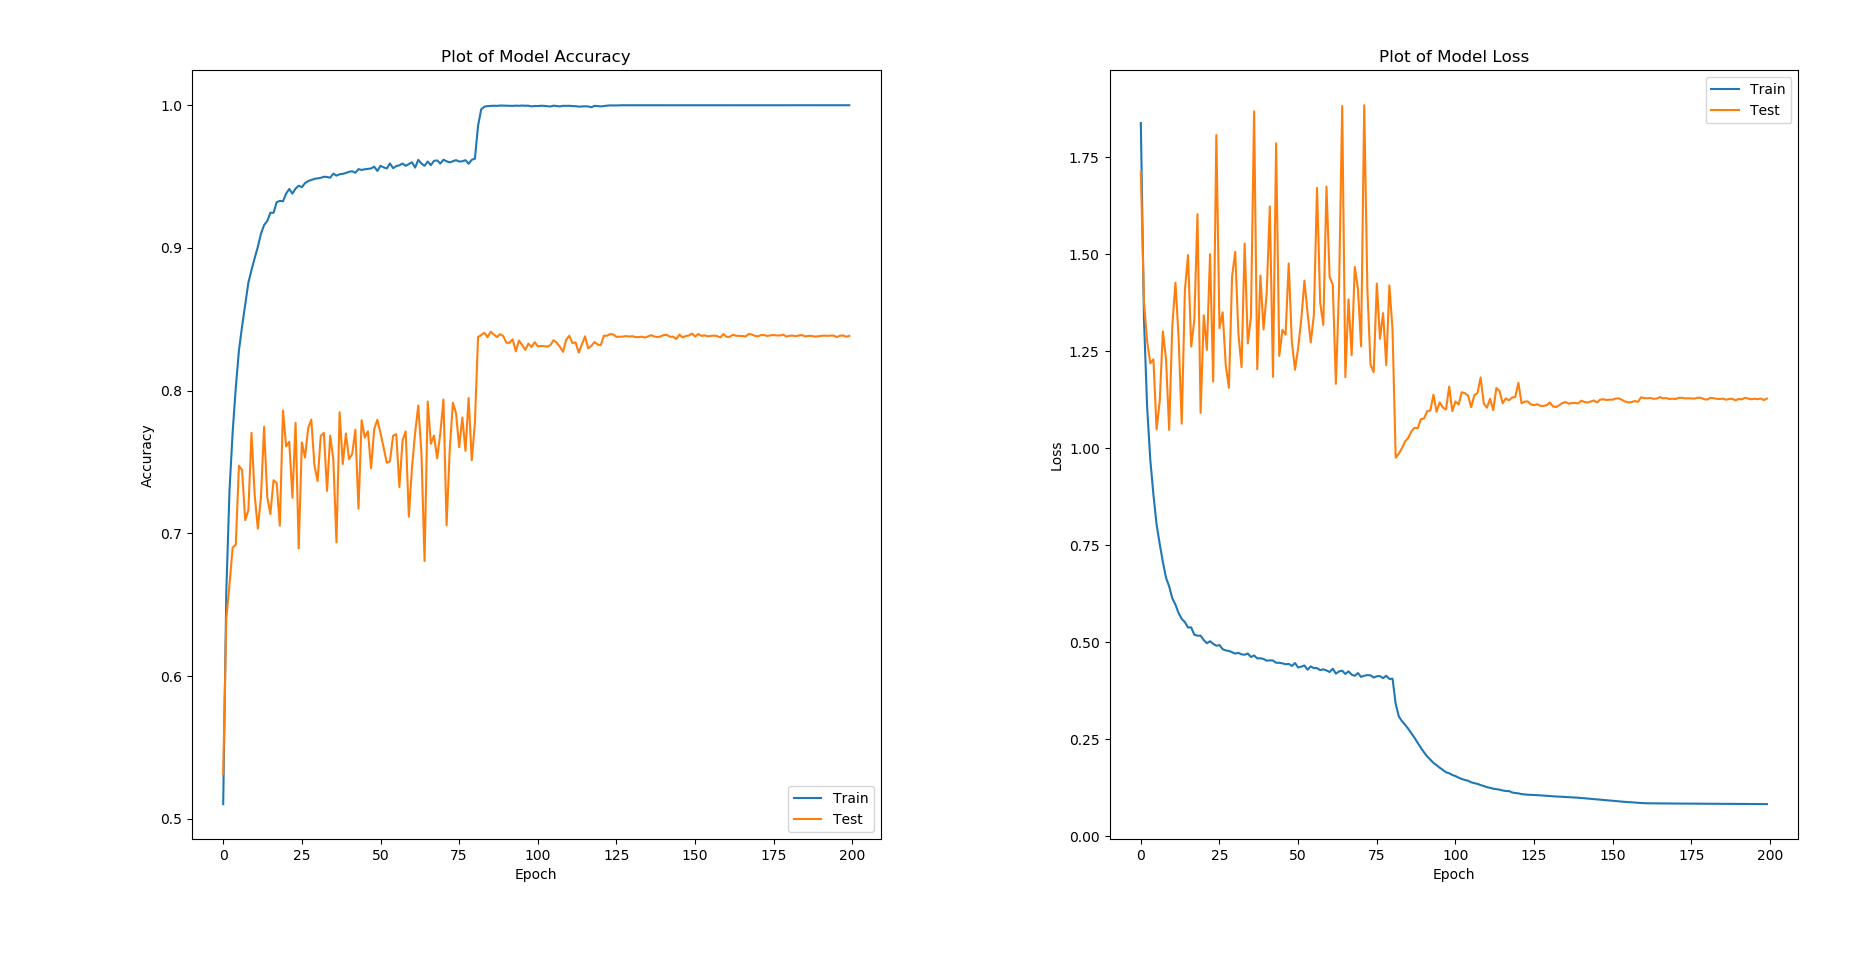 Plot of Model Accuracy
1.0
0.9
0.8
0.7
0.6
0.5
Accuracy
0 25 50 75 100 125 150 175 200
Epoch
Train
Test
Plot of Model Loss
1.75
1.50
1.25
1.00
0.75
0.50
0.25
0.00
Loss
0 25 50 75 100 125 150 175 200
Epoch
Train
Test